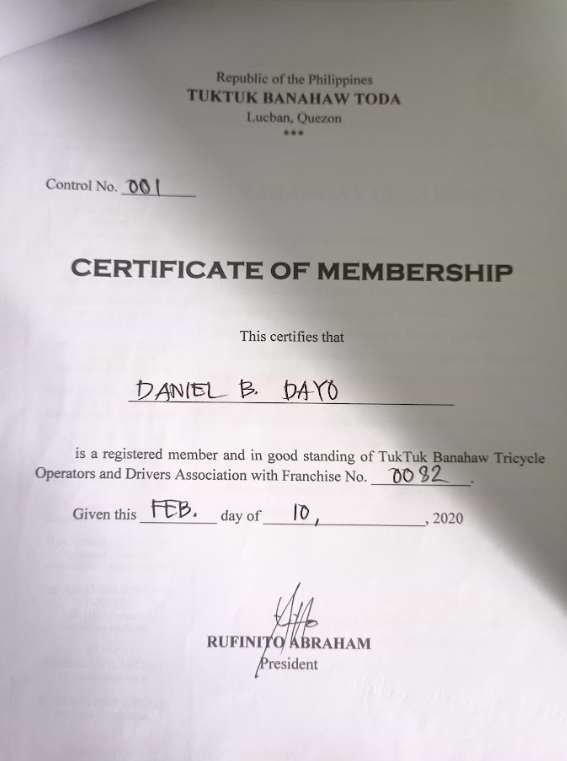 Republic of the Philippines
TUKTUK BANAHAW TODA
Lucban, Quezon
***
Control No. 001
CERTIFICATE OF MEMBERSHIP
This certifies that
DANIEL B. DAYO
is a registered member and in good standing of TukTuk Banahaw Tricycle
Operators and Drivers Association with Franchise No. 0082.
Given this FEB. day of 10, , 2020
RUFINITO ABRAHAM
President